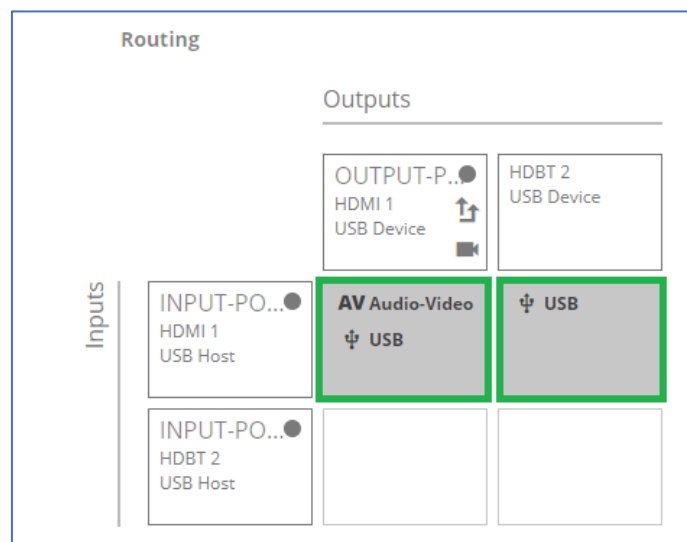 Routing
Outputs
OUTPUT-P...
HDMI 1
USB Device
HDBT 2
USB Device
Inputs
INPUT-PO...
HDMI 1
USB Host
AV Audio-Video
USB
USB
INPUT-PO...
HDBT 2
USB Host